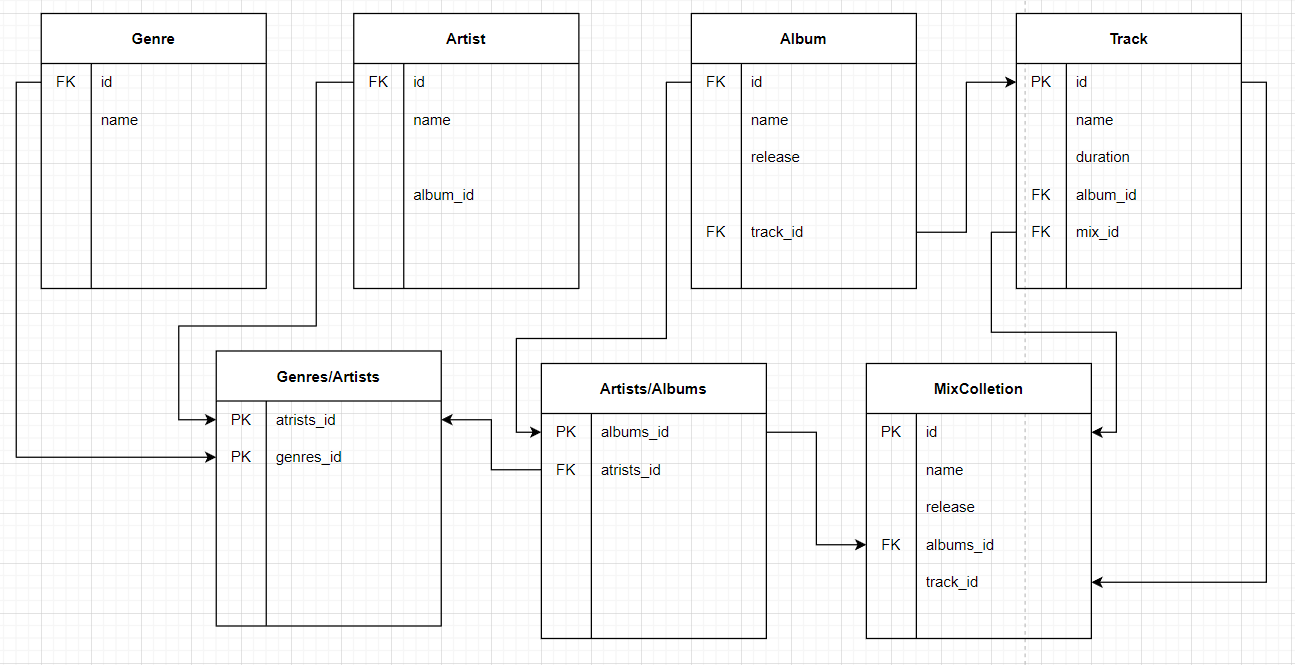 Genre
FK id
name
Artist
FK id
name
album_id
Album
FK id
name
release
FK track_id
Track
PK id
name
duration
FK album_id
FK mix_id
Genres/Artists
PK atrists_id
PK genres_id
Artists/Albums
PK albums_id
FK atrists_id
MixColletion
PK id
name
release
FK albums_id
track_id